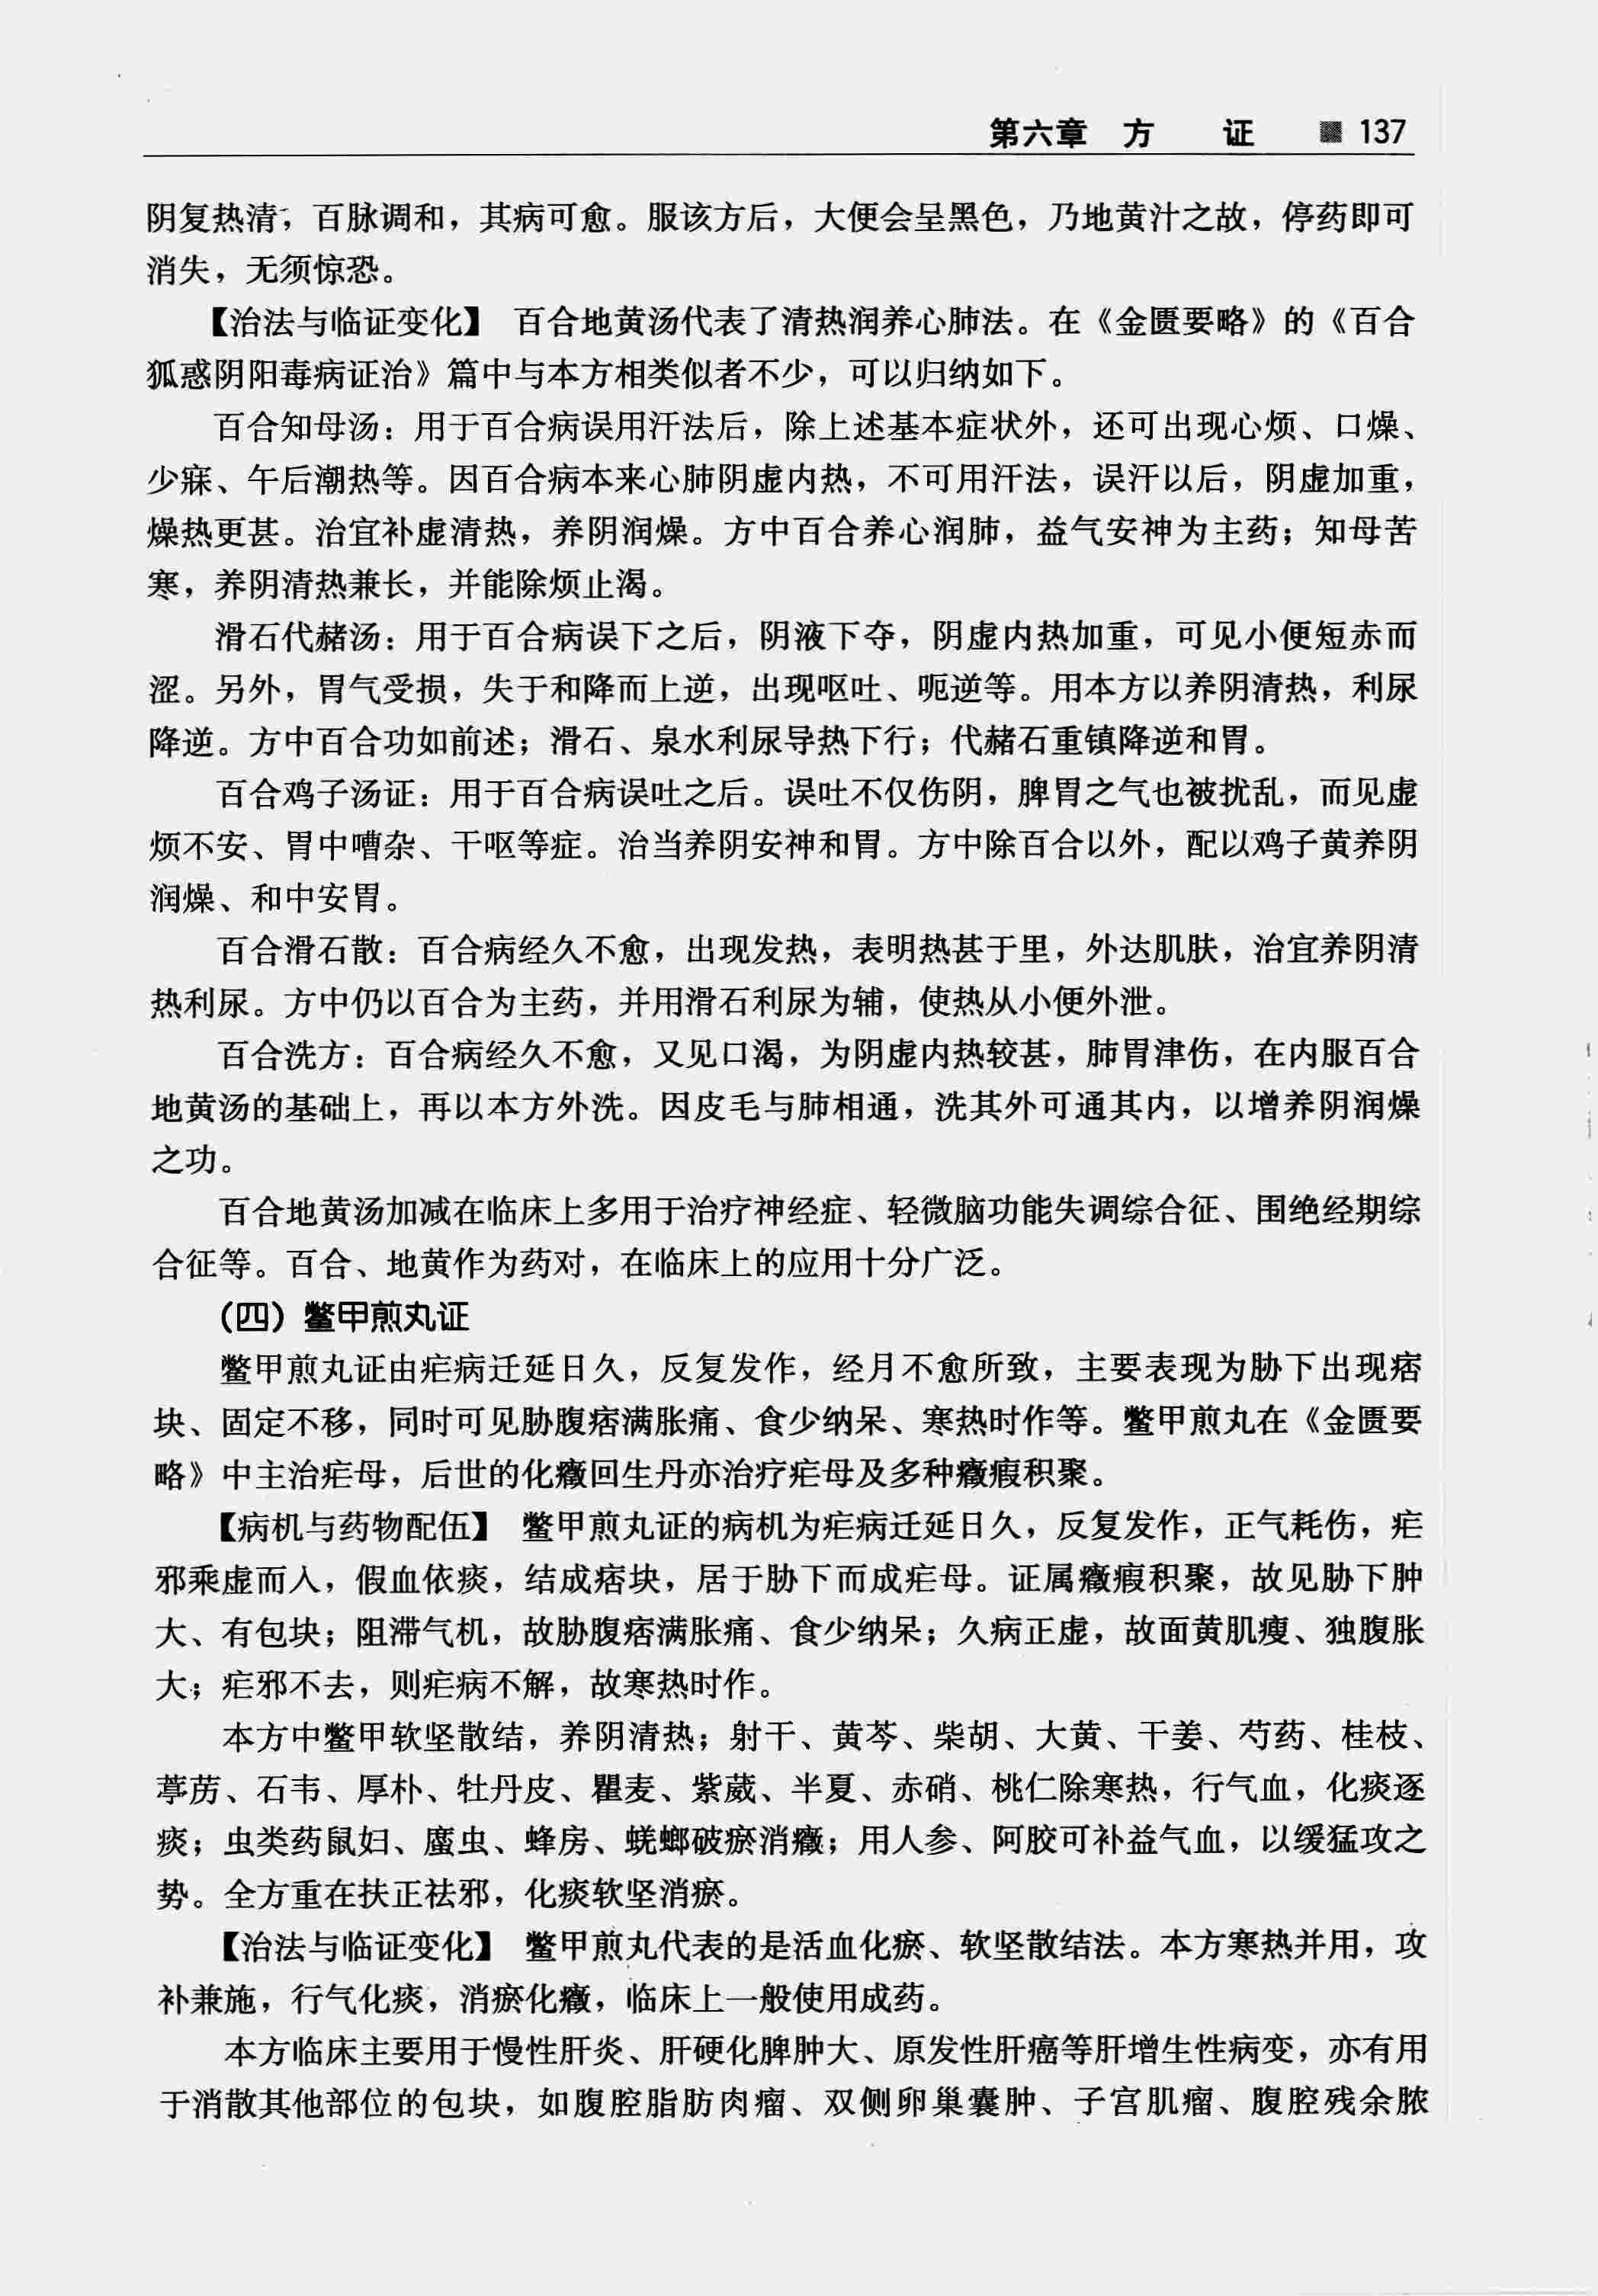 第六章 方 证 ■ 137
阴复热清，百脉调和，其病可愈。服该方后，大便会呈黑色，乃地黄汁之故，停药即可
消失，无须惊恐。
【治法与临证变化】 百合地黄汤代表了清热润养心肺法。在《金匮要略》的《百合
狐惑阴阳毒病证治》篇中与本方相类似者不少，可以归纳如下。
百合知母汤：用于百合病误用汗法后，除上述基本症状外，还可出现心烦、口燥、
少寐、午后潮热等。因百合病本来心肺阴虚内热，不可用汗法，误汗以后，阴虚加重，
燥热更甚。治宜补虚清热，养阴润燥。方中百合养心润肺，益气安神为主药；知母苦
寒，养阴清热兼长，并能除烦止渴。
滑石代赭汤：用于百合病误下之后，阴液下夺，阴虚内热加重，可见小便短赤而
涩。另外，胃气受损，失于和降而上逆，出现呕吐、呃逆等。用本方以养阴清热，利尿
降逆。方中百合功如前述；滑石、泉水利尿导热下行；代赭石重镇降逆和胃。
百合鸡子汤证：用于百合病误吐之后。误吐不仅伤阴，脾胃之气也被扰乱，而见虚
烦不安、胃中嘈杂、干呕等症。治当养阴安神和胃。方中除百合以外，配以鸡子黄养阴
润燥、和中安胃。
百合滑石散：百合病经久不愈，出现发热，表明热甚于里，外达肌肤，治宜养阴清
热利尿。方中仍以百合为主药，并用滑石利尿为辅，使热从小便外泄。
百合洗方：百合病经久不愈，又见口渴，为阴虚内热较甚，肺胃津伤，在内服百合
地黄汤的基础上，再以本方外洗。因皮毛与肺相通，洗其外可通其内，以增养阴润燥
之功。
百合地黄汤加减在临床上多用于治疗神经症、轻微脑功能失调综合征、围绝经期综
合征等。百合、地黄作为药对，在临床上的应用十分广泛。
（四）鳖甲煎丸证
鳖甲煎丸证由疟病迁延日久，反复发作，经月不愈所致，主要表现为胁下出现痞
块、固定不移，同时可见胁腹痞满胀痛、食少纳呆、寒热时作等。鳖甲煎丸在《金匮要
略》中主治疟母，后世的化癥回生丹亦治疗疟母及多种癥瘕积聚。
【病机与药物配伍】 鳖甲煎丸证的病机为疟病迁延日久，反复发作，正气耗伤，疟
邪乘虚而入，假血依痰，结成痞块，居于胁下而成疟母。证属癥瘕积聚，故见胁下肿
大、有包块；阻滞气机，故胁腹痞满胀痛、食少纳呆；久病正虚，故面黄肌瘦、独腹胀
大；疟邪不去，则疟病不解，故寒热时作。
本方中鳖甲软坚散结，养阴清热；射干、黄芩、柴胡、大黄、干姜、芍药、桂枝、
葶苈、石韦、厚朴、牡丹皮、瞿麦、紫葳、半夏、赤硝、桃仁除寒热，行气血，化痰逐
痰；虫类药鼠妇、䗪虫、蜂房、蜣螂破瘀消癥；用人参、阿胶可补益气血，以缓猛攻之
势。全方重在扶正祛邪，化痰软坚消瘀。
【治法与临证变化】 鳖甲煎丸代表的是活血化瘀、软坚散结法。本方寒热并用，攻
补兼施，行气化痰，消瘀化癥，临床上一般使用成药。
本方临床主要用于慢性肝炎、肝硬化脾肿大、原发性肝癌等肝增生性病变，亦有用
于消散其他部位的包块，如腹腔脂肪肉瘤、双侧卵巢囊肿、子宫肌瘤、腹腔残余脓